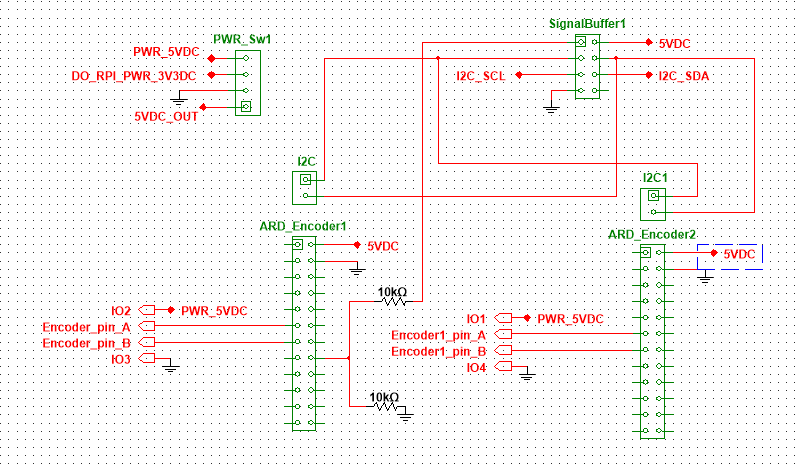 SignalBuffer1
PWR_Sw1
5VDC
PWR_5VDC
DO_RPI_PWR_3V3DC
I2C_SCL
I2C_SDA
5VDC_OUT
I2C
I2C1
ARD_Encoder1
ARD_Encoder2
5VDC
5VDC
10kΩ
IO2
PWR_5VDC
IO1
PWR_5VDC
Encoder_pin_A
Encoder1_pin_A
Encoder_pin_B
Encoder1_pin_B
IO3
IO4
10kΩ